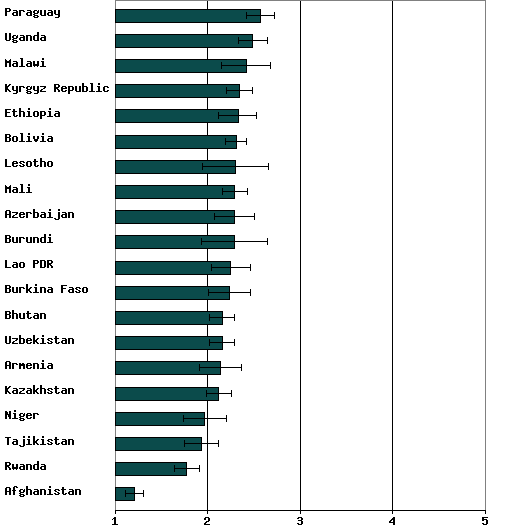 Paraguay
Uganda
Malawi
Kyrgyz Republic
Ethiopia
Bolivia
Lesotho
Mali
Azerbaijan
Burundi
Lao PDR
Burkina Faso
Bhutan
Uzbekistan
Armenia
Kazakhstan
Niger
Tajikistan
Rwanda
Afghanistan
1 2 3 4 5